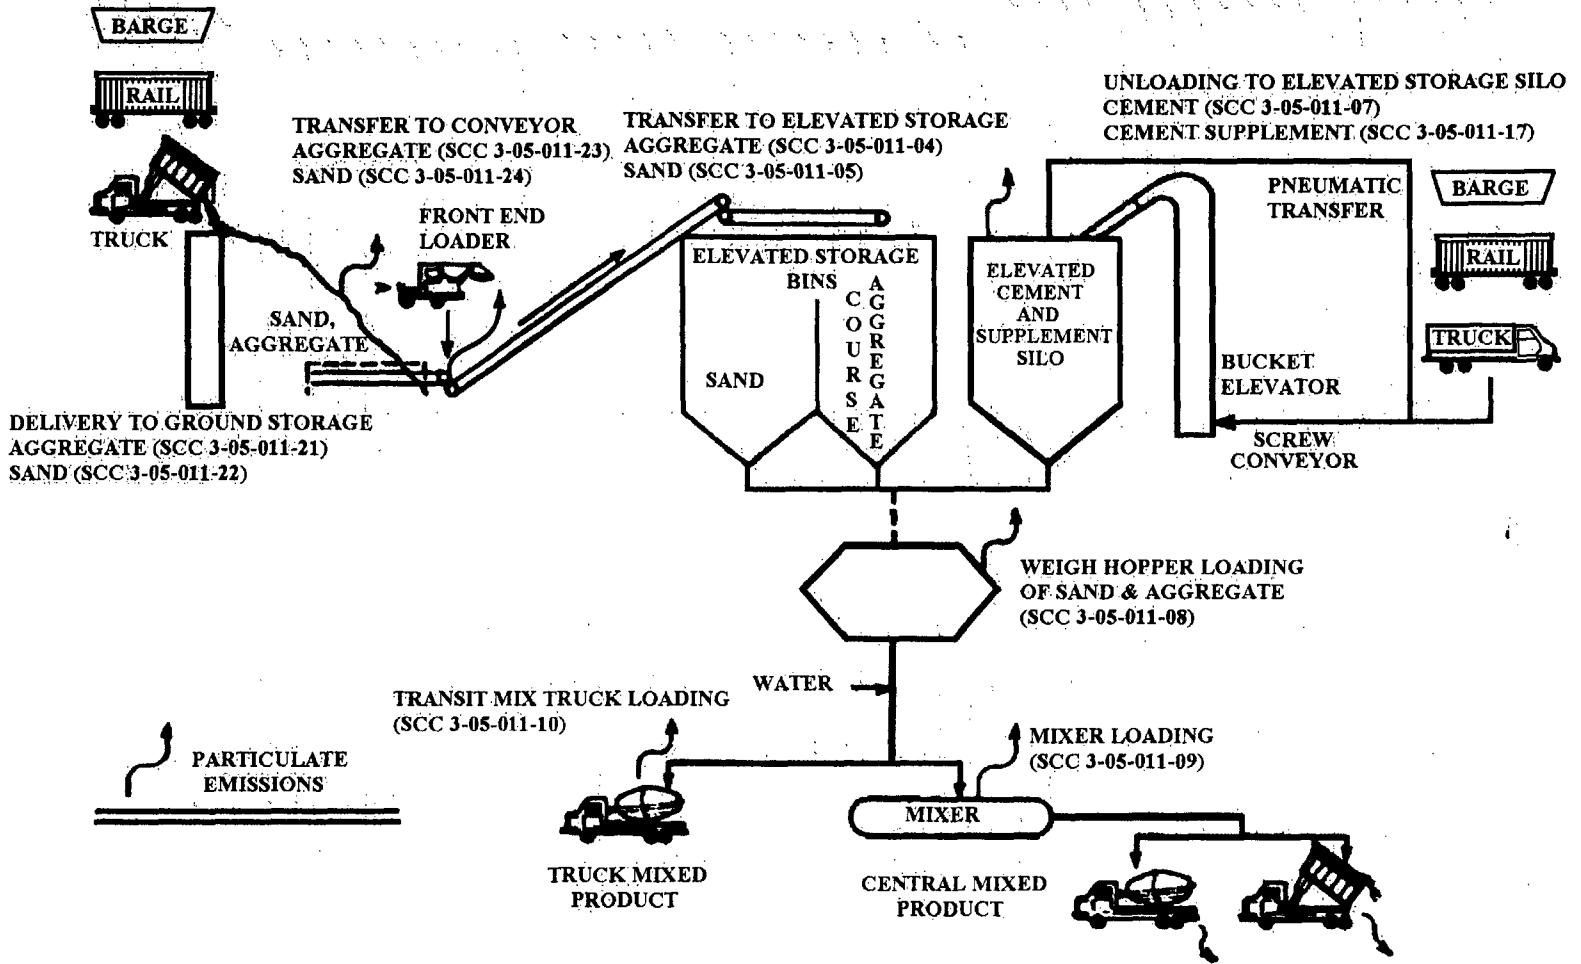 BARGE
RAIL
TRUCK
TRANSFER TO CONVEYOR
AGGREGATE (SCC 3-05-011-23)
SAND (SCC 3-05-011-24)
FRONT END
LOADER
SAND,
AGGREGATE
DELIVERY TO GROUND STORAGE
AGGREGATE (SCC 3-05-011-21)
SAND (SCC 3-05-011-22)
TRANSFER TO ELEVATED STORAGE
AGGREGATE (SCC 3-05-011-04)
SAND (SCC 3-05-011-05)
ELEVATED STORAGE
BINS
SAND
COURSE
AGGREGATE
UNLOADING TO ELEVATED STORAGE SILO
CEMENT (SCC 3-05-011-07)
CEMENT SUPPLEMENT (SCC 3-05-011-17)
PNEUMATIC
TRANSFER
BARGE
RAIL
TRUCK
ELEVATED
CEMENT
AND
SUPPLEMENT
SILO
BUCKET
ELEVATOR
SCREW
CONVEYOR
WEIGH HOPPER LOADING
OF SAND & AGGREGATE
(SCC 3-05-011-08)
WATER
TRANSIT MIX TRUCK LOADING
(SCC 3-05-011-10)
MIXER LOADING
(SCC 3-05-011-09)
PARTICULATE
EMISSIONS
MIXER
TRUCK MIXED
PRODUCT
CENTRAL MIXED
PRODUCT